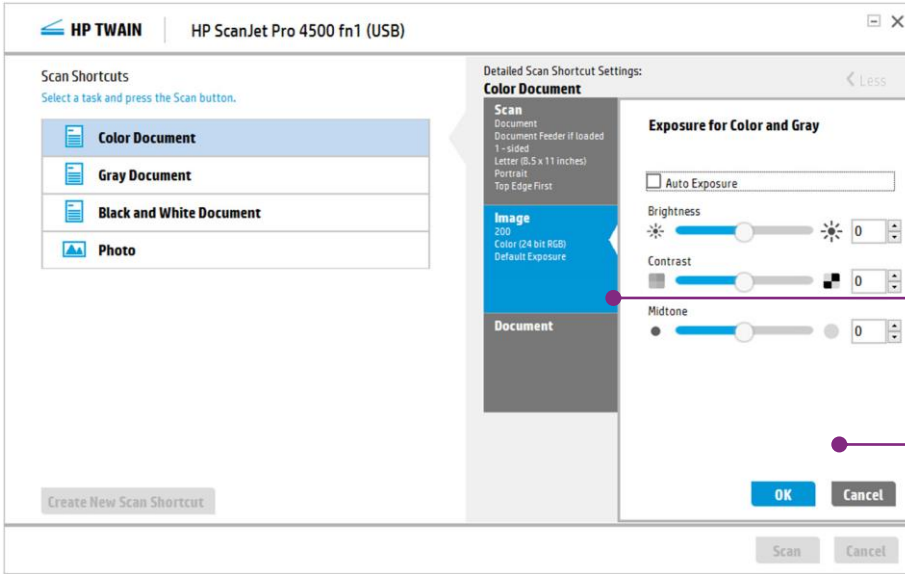 HP TWAIN
HP ScanJet Pro 4500 fn1 (USB)
Scan Shortcuts
Select a task and press the Scan button.
Color Document
Gray Document
Black and White Document
Photo
Create New Scan Shortcut
Detailed Scan Shortcut Settings:
Color Document
Less
Scan
Document
Document Feeder if loaded
1-sided
Letter (8.5 x 11 inches)
Portrait
Top Edge First
Image
200
Color (24 bit RGB)
Default Exposure
Document
Exposure for Color and Gray
Auto Exposure
Brightness
0
Contrast
0
Midtone
0
OK
Cancel
Scan
Cancel